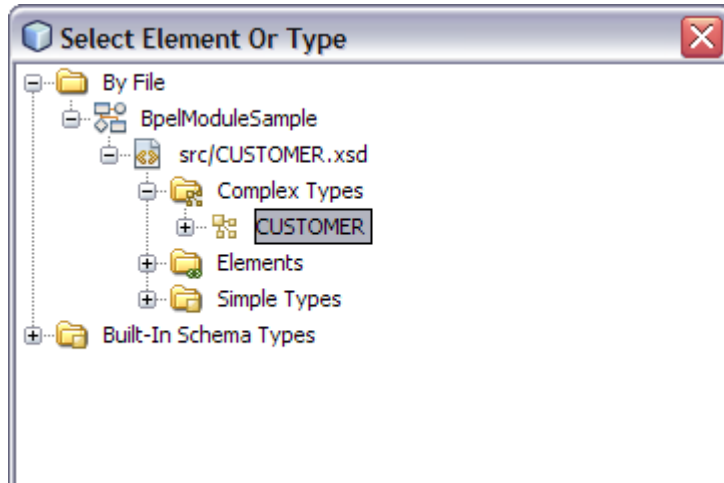 Select Element Or Type
By File
BpelModuleSample
src/CUSTOMER.xsd
Complex Types
CUSTOMER
Elements
Simple Types
Built-In Schema Types